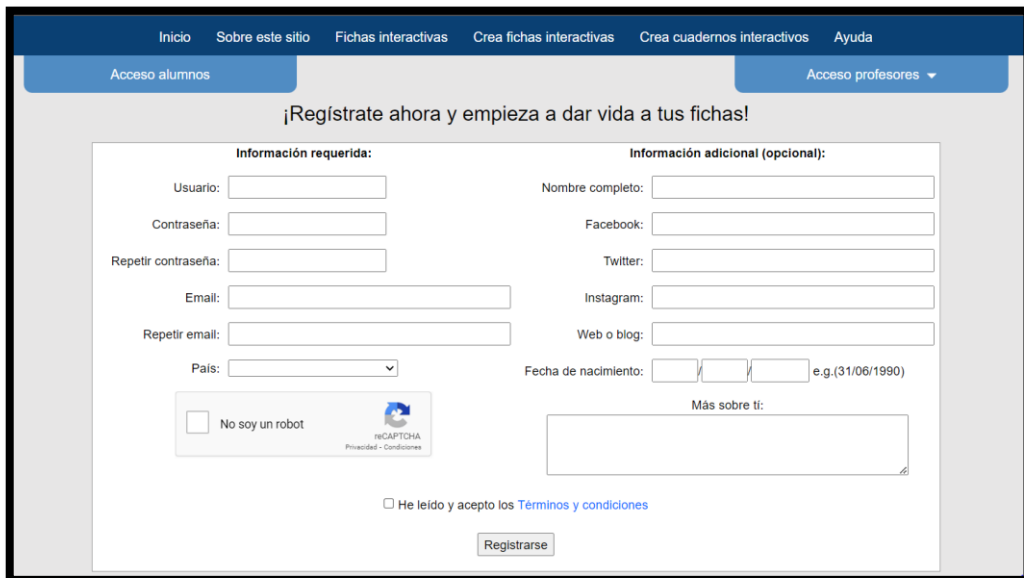 Inicio Sobre este sitio Fichas interactivas Crea fichas interactivas Crea cuadernos interactivos Ayuda
Acceso alumnos
Acceso profesores
¡Regístrate ahora y empieza a dar vida a tus fichas!
Información requerida:
Usuario:
Contraseña:
Repetir contraseña:
Email:
Repetir email:
País:
No soy un robot
reCAPTCHA
Privacidad - Condiciones
Información adicional (opcional):
Nombre completo:
Facebook:
Twitter:
Instagram:
Web o blog:
Fecha de nacimiento: / / e.g.(31/06/1990)
Más sobre tí:
He leído y acepto los Términos y condiciones
Registrarse